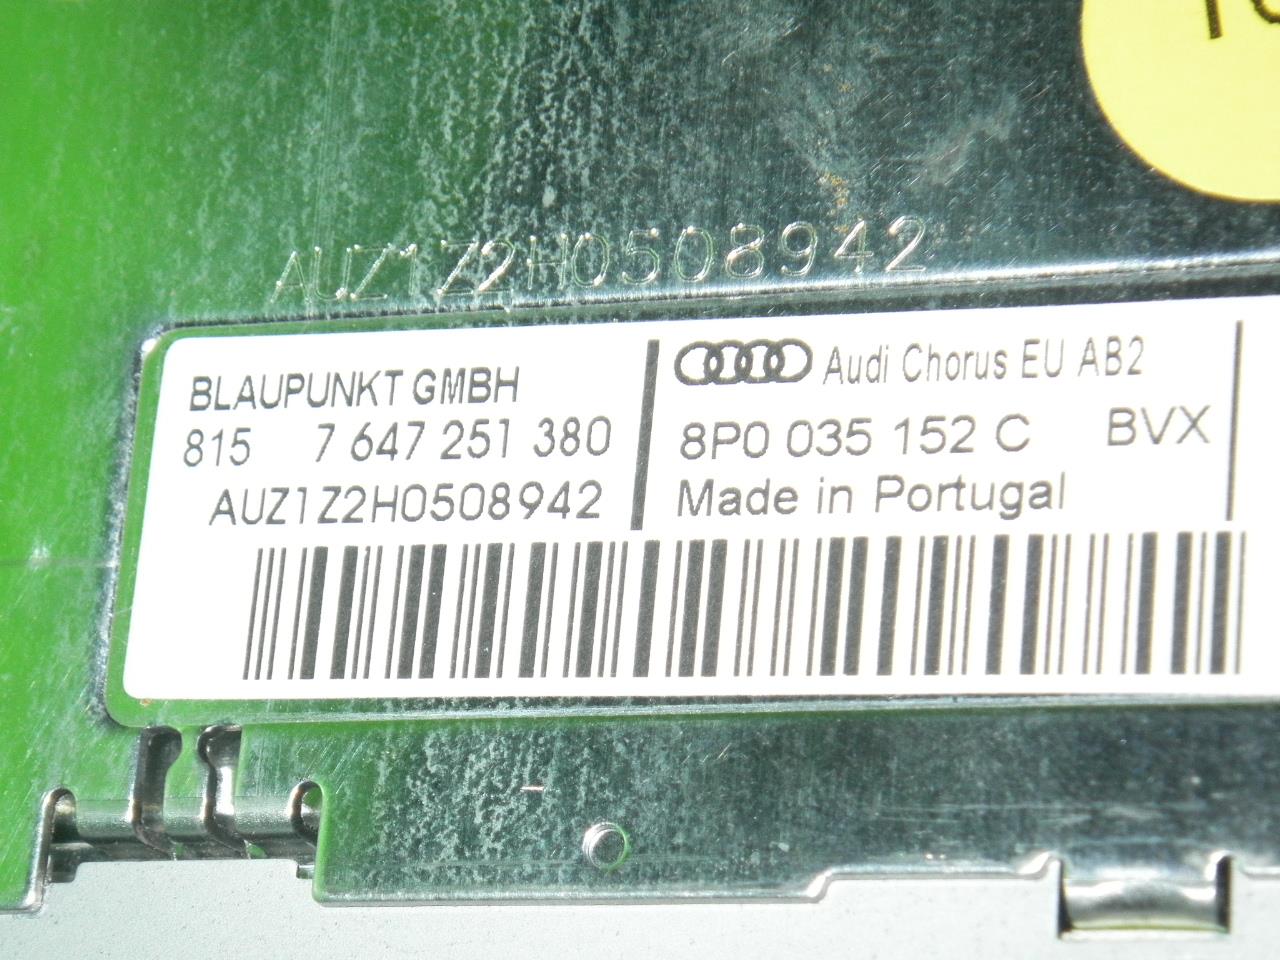 AUZ1Z2H0508942
BLAUPUNKT GMBH
815 7 647 251 380
AUZ1Z2H0508942
Audi Chorus EU AB2
8P0 035 152 C BVX
Made in Portugal